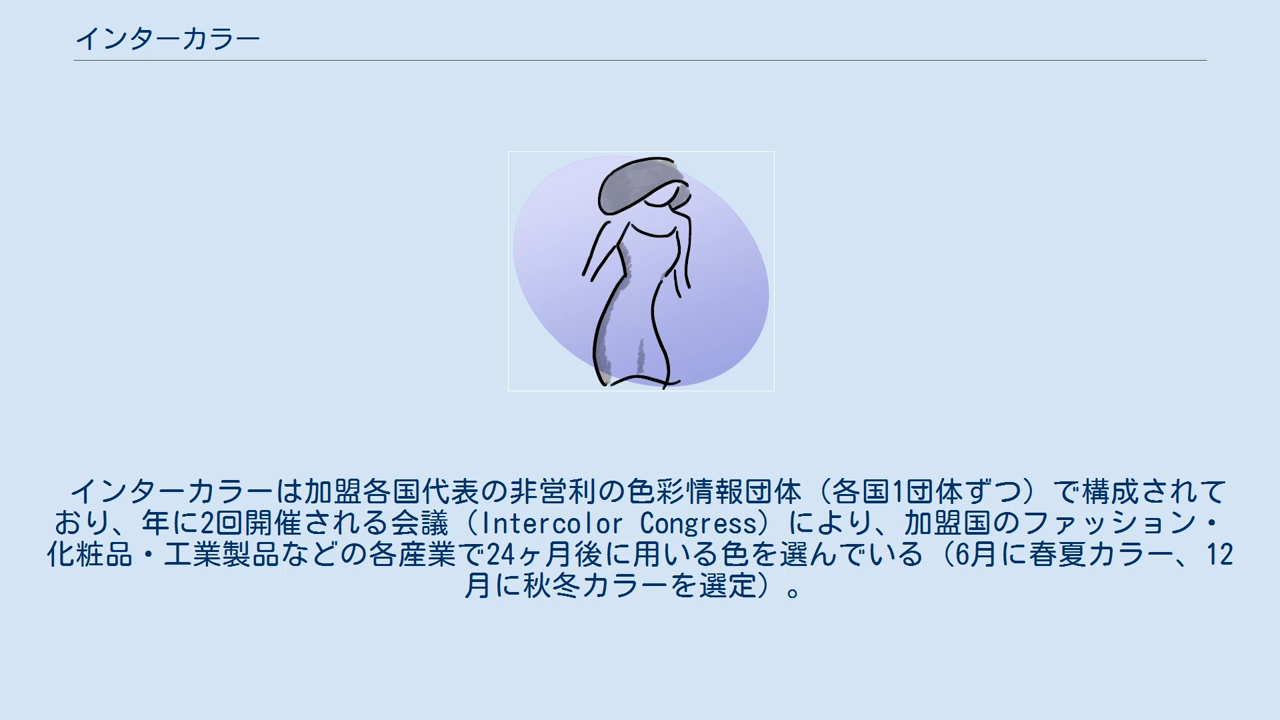 インターカラー
インターカラーは加盟各国代表の非営利の色彩情報団体（各国1団体ずつ）で構成されて
おり、年に2回開催される会議（Intercolor Congress）により、加盟国のファッション・
化粧品・工業製品などの各産業で24ヶ月後に用いる色を選んでいる（6月に春夏カラー、12
月に秋冬カラーを選定）。